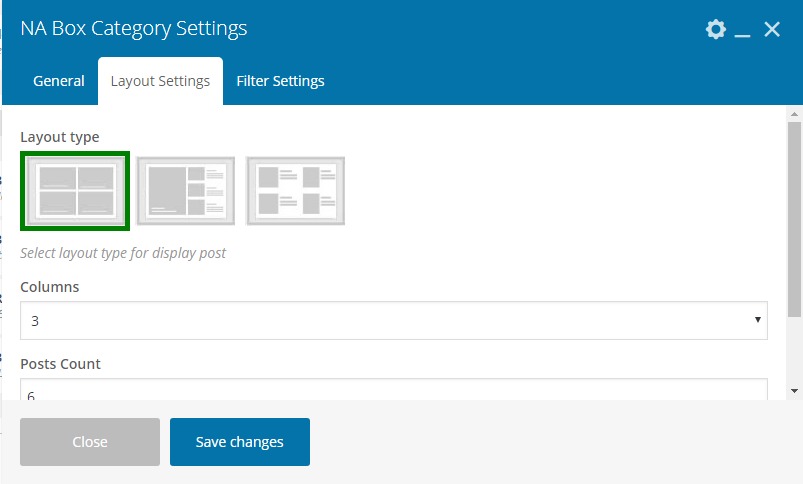 NA Box Category Settings
General Layout Settings Filter Settings
Layout type
Select layout type for display post
Columns
3
Posts Count
6
Close Save changes